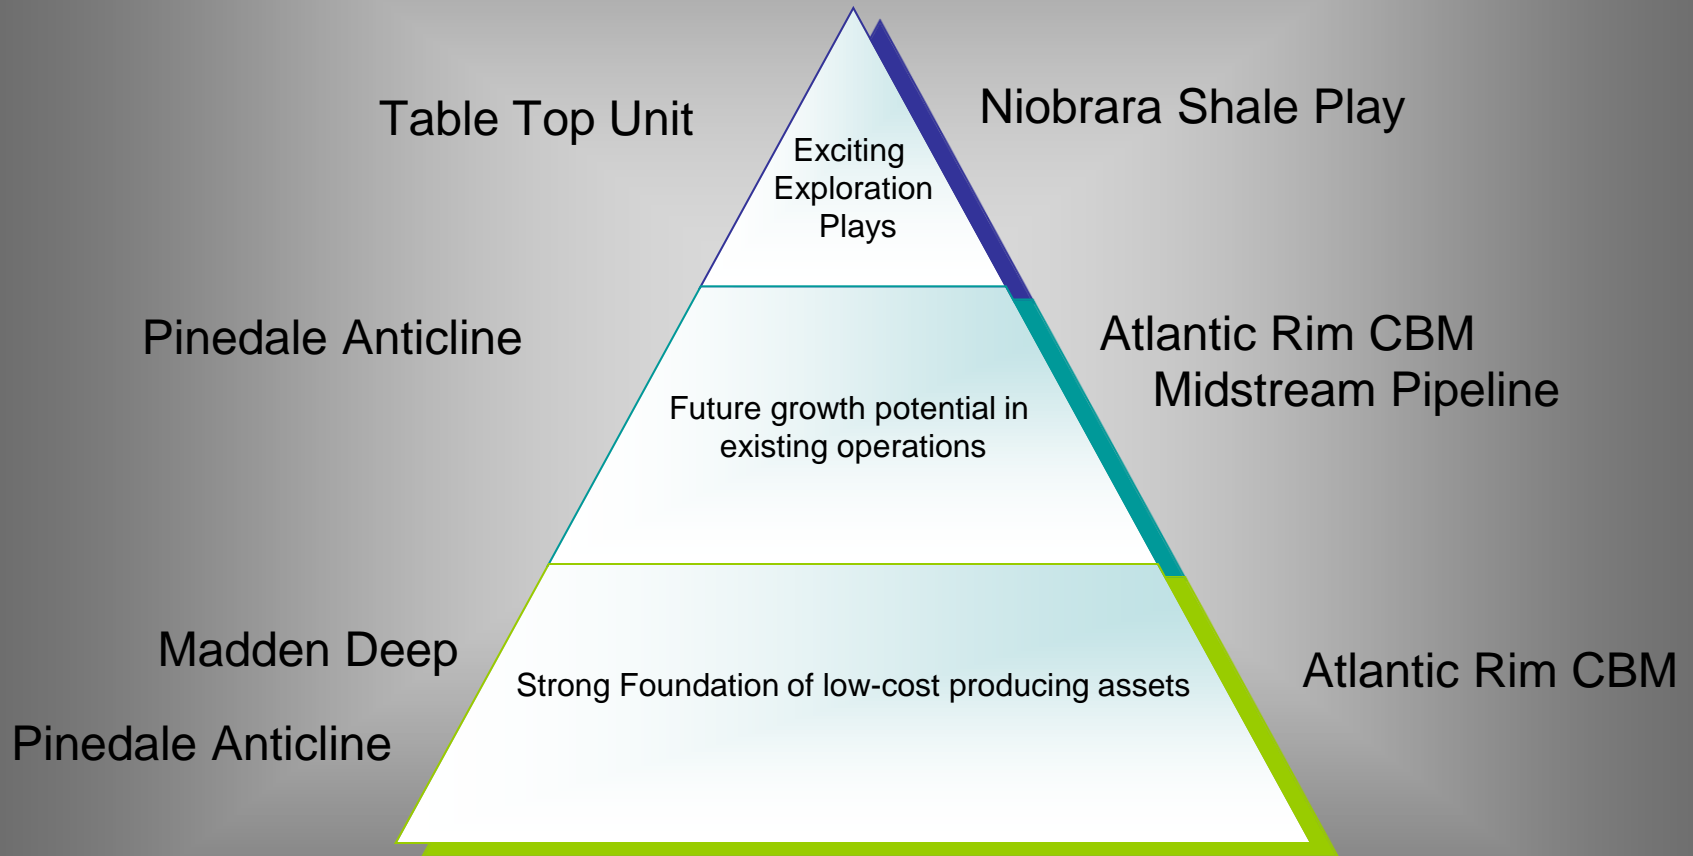 Table Top Unit
Niobrara Shale Play
Exciting
Exploration
Plays
Pinedale Anticline
Atlantic Rim CBM
Midstream Pipeline
Future growth potential in
existing operations
Madden Deep
Strong Foundation of low-cost producing assets
Atlantic Rim CBM
Pinedale Anticline